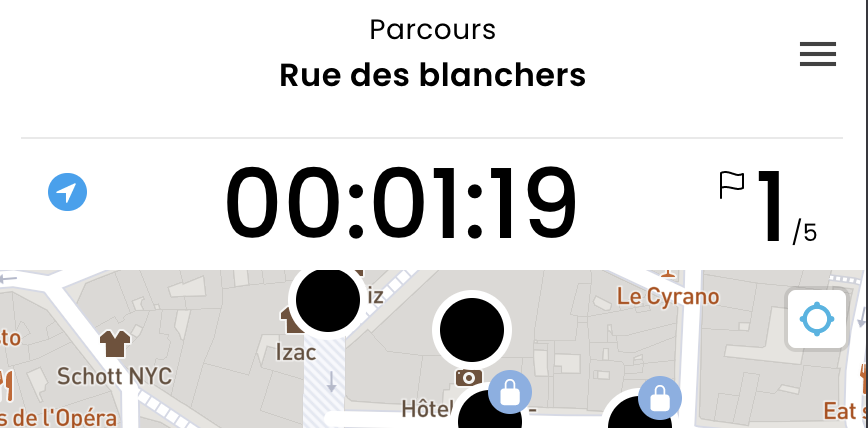 Parcours
Rue des blanchers
00:01:19
1/5
iz
Le Cyrano
sto
Izac
Schott NYC
Hôtel
-
s de l'Opéra
Eat s